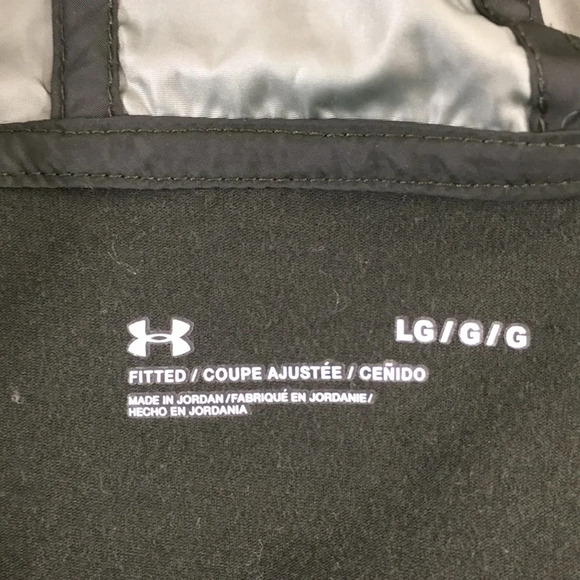 LG/G/G
FITTED / COUPE AJUSTÉE / CEÑIDO
MADE IN JORDAN/FABRIQUÉ EN JORDANIE/
HECHO EN JORDANIA